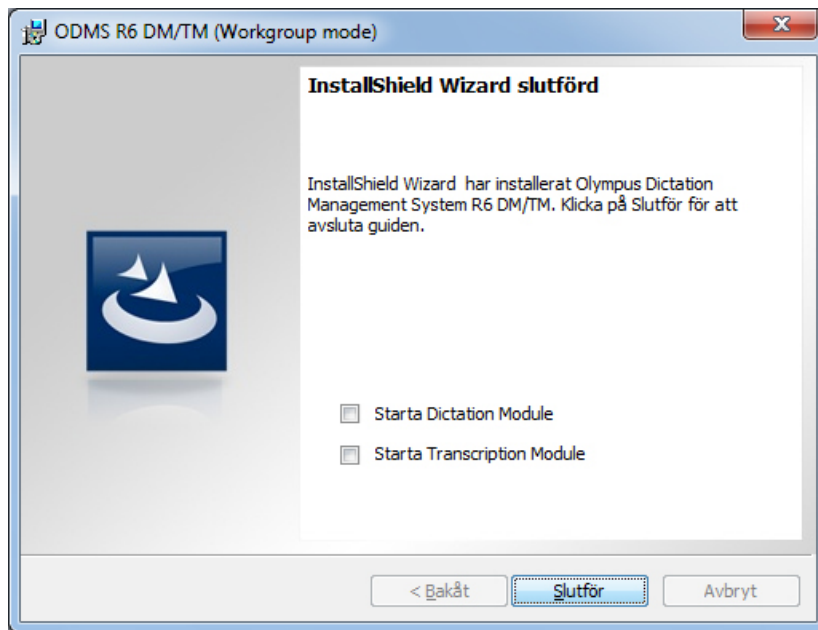 ODMS R6 DM/TM (Workgroup mode)
InstallShield Wizard slutförd
InstallShield Wizard har installerat Olympus Dictation
Management System R6 DM/TM. Klicka på Slutför för att
avsluta guiden.
Starta Dictation Module
Starta Transcription Module
< Bakåt
Slutför
Avbryt